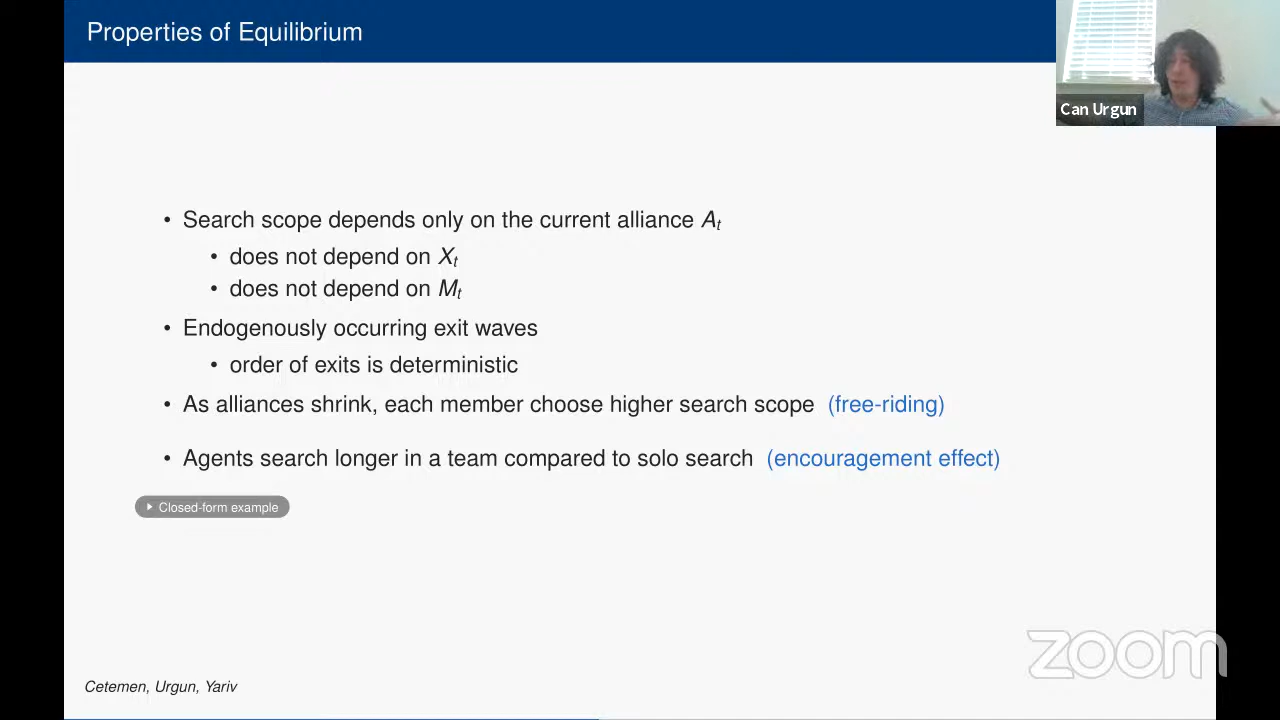 Properties of Equilibrium
Can Urgun
• Search scope depends only on the current alliance Aₜ
• does not depend on Xₜ
• does not depend on Mₜ
• Endogenously occurring exit waves
• order of exits is deterministic
• As alliances shrink, each member choose higher search scope (free-riding)
• Agents search longer in a team compared to solo search (encouragement effect)
Closed-form example
zoom
Cetemen, Urgun, Yariv